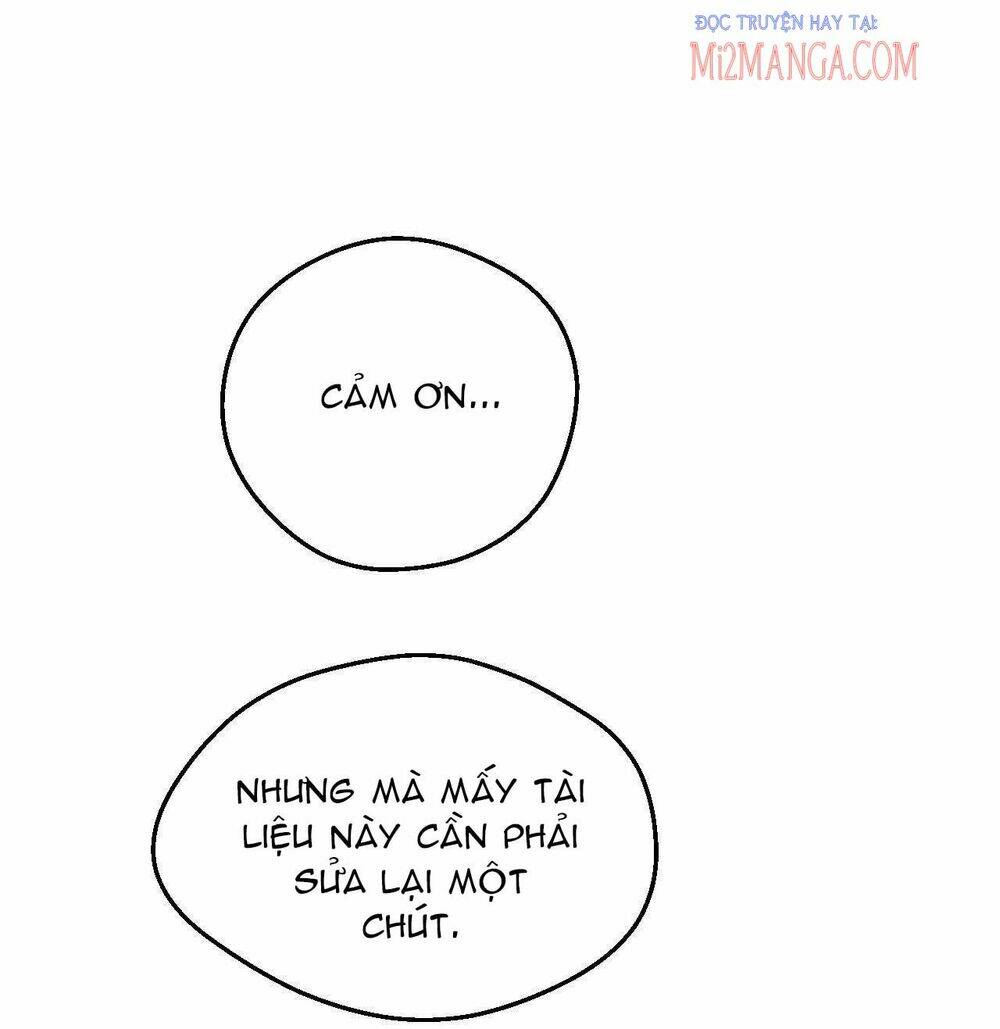 ĐỌC TRUYỆN HAY TẠI:
MI2MANGA.COM
CẢM ƠN...
NHƯNG MÀ MẤY TÀI
LIỆU NÀY CẦN PHẢI
SỬA LẠI MỘT
CHÚT.